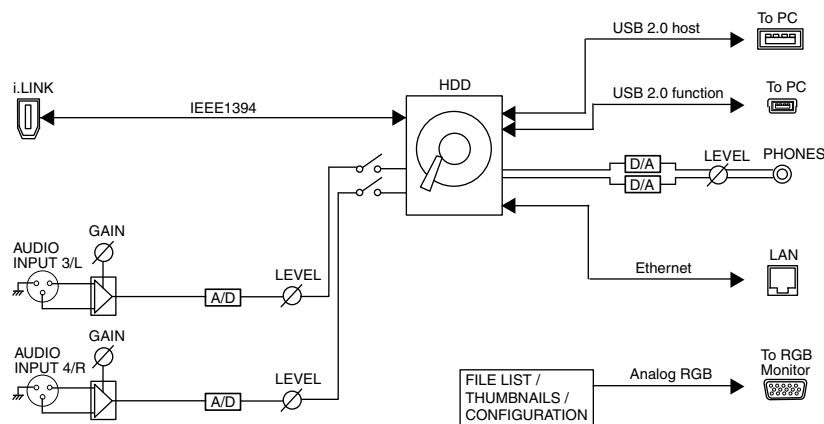 To PC
USB 2.0 host
i.LINK
HDD
To PC
IEEE1394
USB 2.0 function
D/A
LEVEL
PHONES
D/A
GAIN
AUDIO
INPUT 3/L
LEVEL
LAN
Ethernet
A/D
GAIN
AUDIO
INPUT 4/R
LEVEL
To RGB
Monitor
Analog RGB
FILE LIST /
THUMBNAILS /
CONFIGURATION
A/D